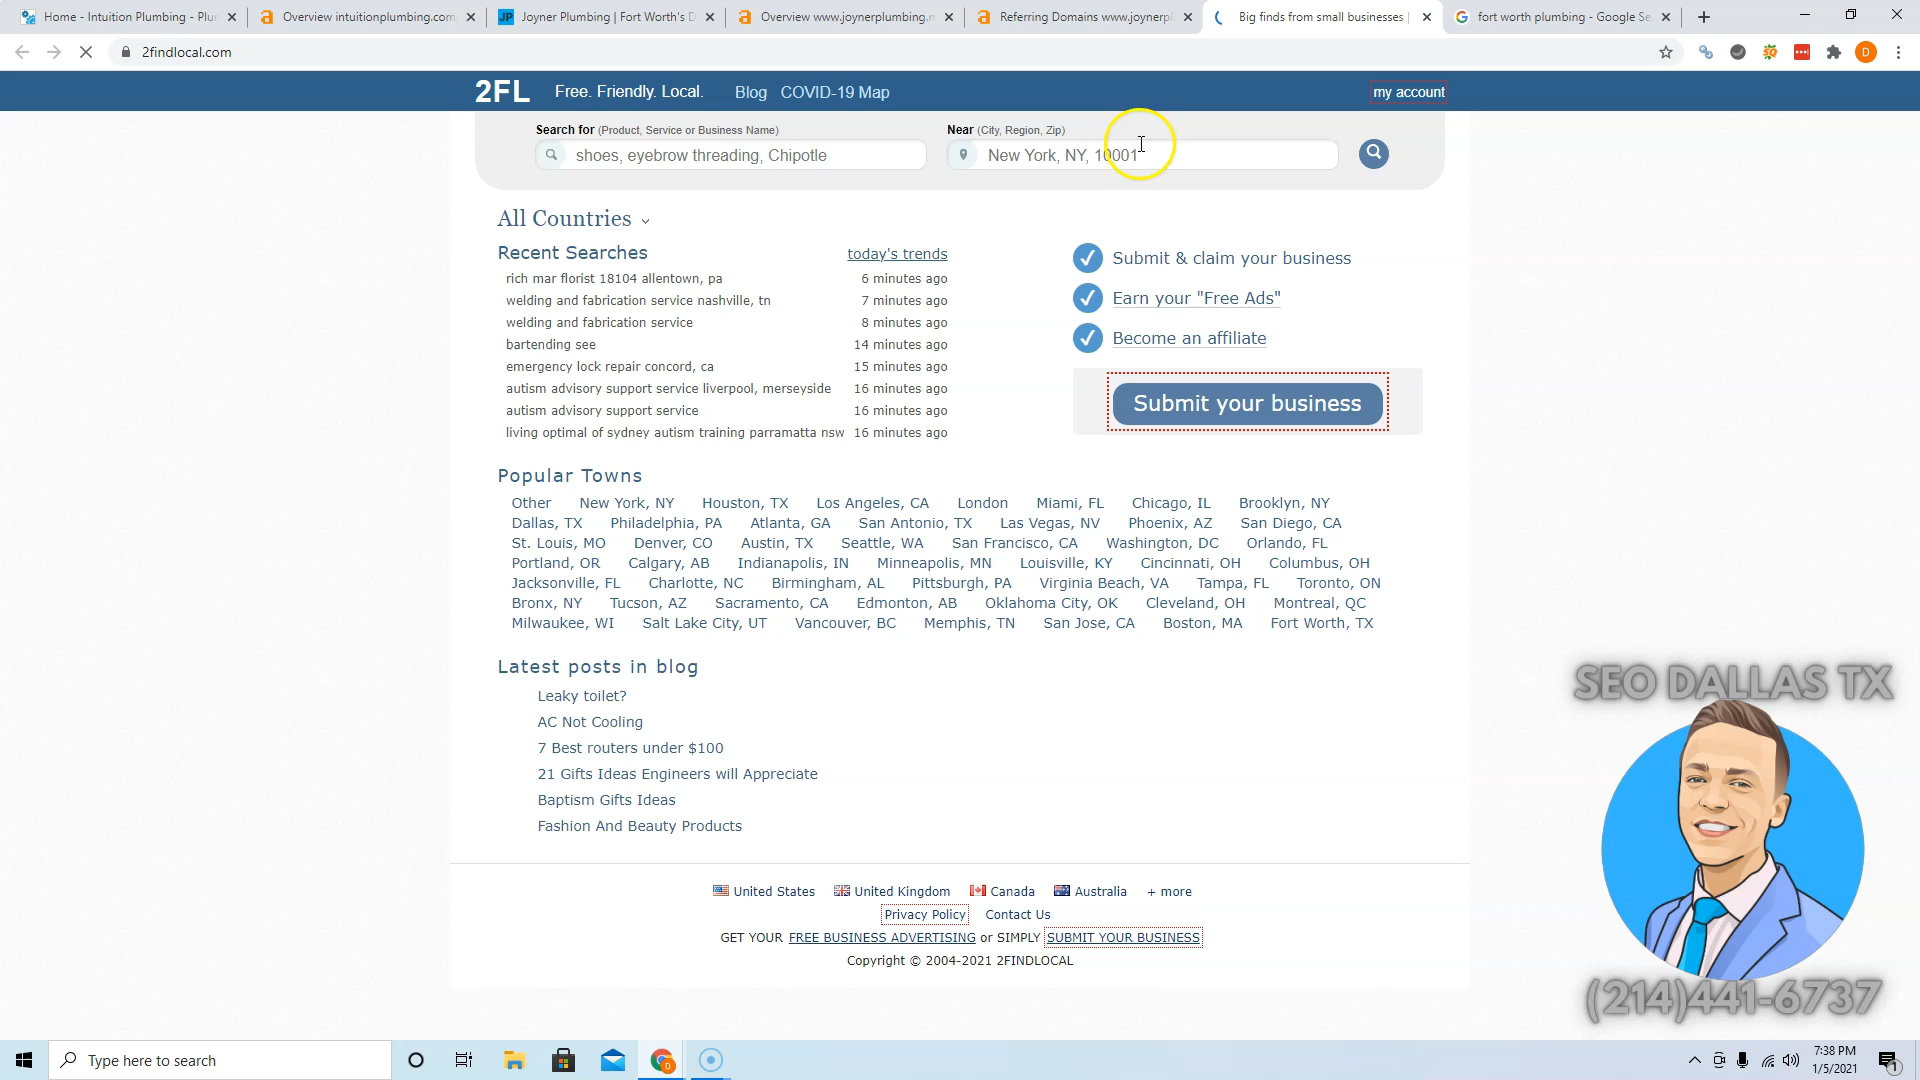 Home - Intuition Plumbing - Plu
Overview intuitionplumbing.com
Joyner Plumbing | Fort Worth's D
Overview www.joynerplumbing.n
Referring Domains www.joynerp
Big finds from small businesses |
fort worth plumbing - Google Se
2findlocal.com
2FL
Free. Friendly. Local.
Blog
COVID-19 Map
my account
Search for (Product, Service or Business Name)
Near (City, Region, Zip)
shoes, eyebrow threading, Chipotle
New York, NY, 10001
All Countries
Recent Searches
today's trends
rich mar florist 18104 allentown, pa 6 minutes ago
welding and fabrication service nashville, tn 7 minutes ago
welding and fabrication service 8 minutes ago
bartending see 14 minutes ago
emergency lock repair concord, ca 15 minutes ago
autism advisory support service liverpool, merseyside 16 minutes ago
autism advisory support service 16 minutes ago
living optimal of sydney autism training parramatta nsw 16 minutes ago
Submit & claim your business
Earn your "Free Ads"
Become an affiliate
Submit your business
Popular Towns
Other New York, NY Houston, TX Los Angeles, CA London Miami, FL Chicago, IL Brooklyn, NY
Dallas, TX Philadelphia, PA Atlanta, GA San Antonio, TX Las Vegas, NV Phoenix, AZ San Diego, CA
St. Louis, MO Denver, CO Austin, TX Seattle, WA San Francisco, CA Washington, DC Orlando, FL
Portland, OR Calgary, AB Indianapolis, IN Minneapolis, MN Louisville, KY Cincinnati, OH Columbus, OH
Jacksonville, FL Charlotte, NC Birmingham, AL Pittsburgh, PA Virginia Beach, VA Tampa, FL Toronto, ON
Bronx, NY Tucson, AZ Sacramento, CA Edmonton, AB Oklahoma City, OK Cleveland, OH Montreal, QC
Milwaukee, WI Salt Lake City, UT Vancouver, BC Memphis, TN San Jose, CA Boston, MA Fort Worth, TX
Latest posts in blog
Leaky toilet?
AC Not Cooling
7 Best routers under $100
21 Gifts Ideas Engineers will Appreciate
Baptism Gifts Ideas
Fashion And Beauty Products
United States United Kingdom Canada Australia + more
Privacy Policy Contact Us
GET YOUR FREE BUSINESS ADVERTISING or SIMPLY SUBMIT YOUR BUSINESS
Copyright © 2004-2021 2FINDLOCAL
SEO DALLAS TX
(214)441-6737
Type here to search
7:38 PM
1/5/2021